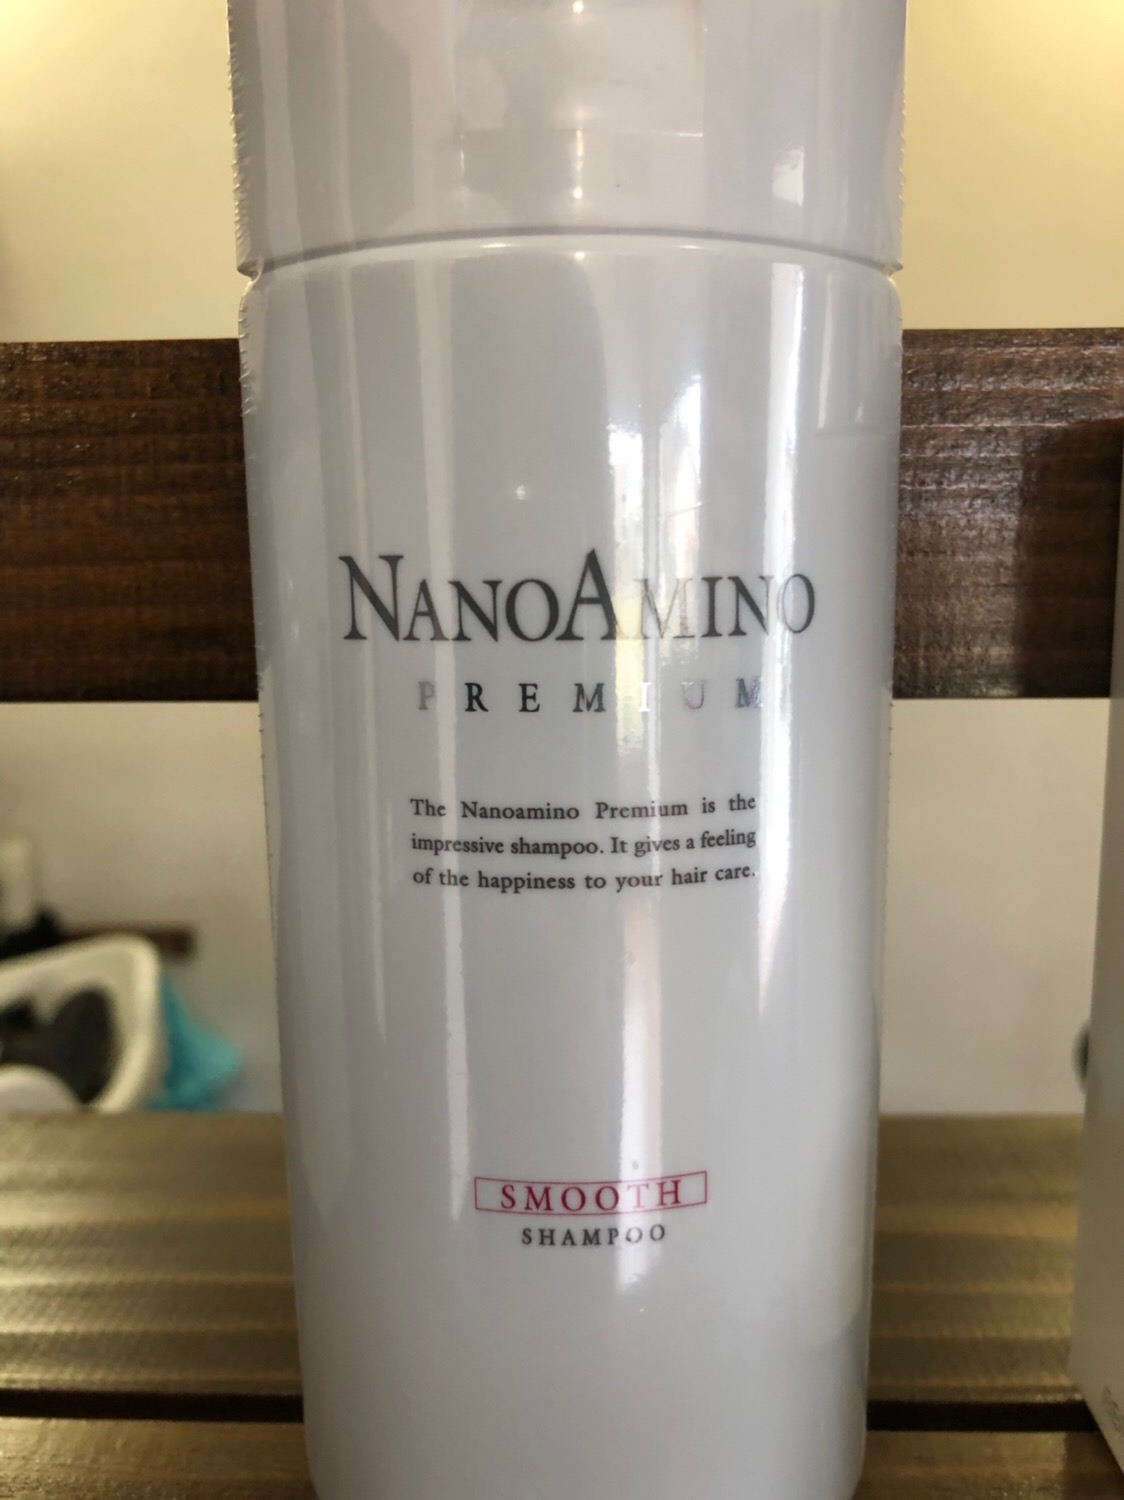 NANOAMINO
PREMIUM
The Nanoamino Premium is the
impressive shampoo. It gives a feeling
of the happiness to your hair care.
SMOOTH
SHAMPOO